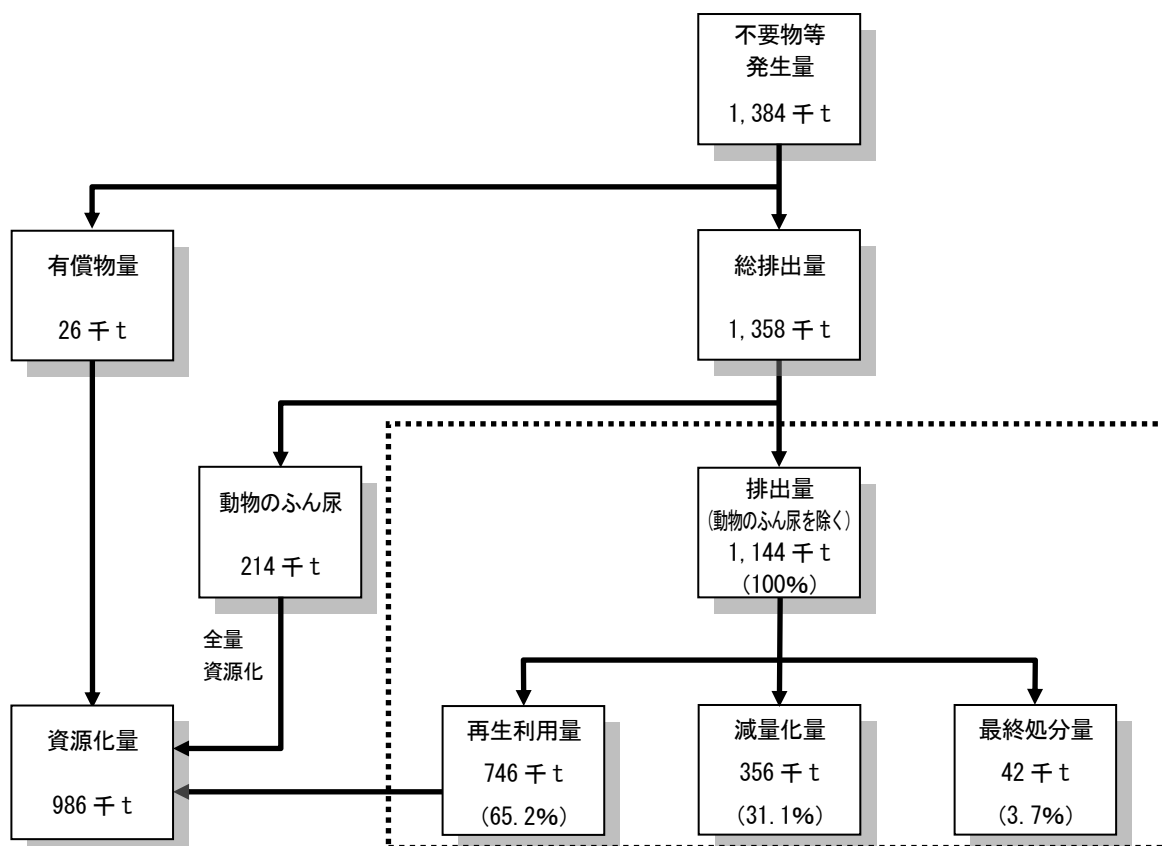 不要物等
発生量
1,384 千 t
有償物量
26 千 t
総排出量
1,358 千 t
動物のふん尿
214 千 t
排出量
(動物のふん尿を除く)
1,144 千 t
(100%)
全量
資源化
資源化量
986 千 t
再生利用量
746 千 t
(65.2%)
減量化量
356 千 t
(31.1%)
最終処分量
42 千 t
(3.7%)